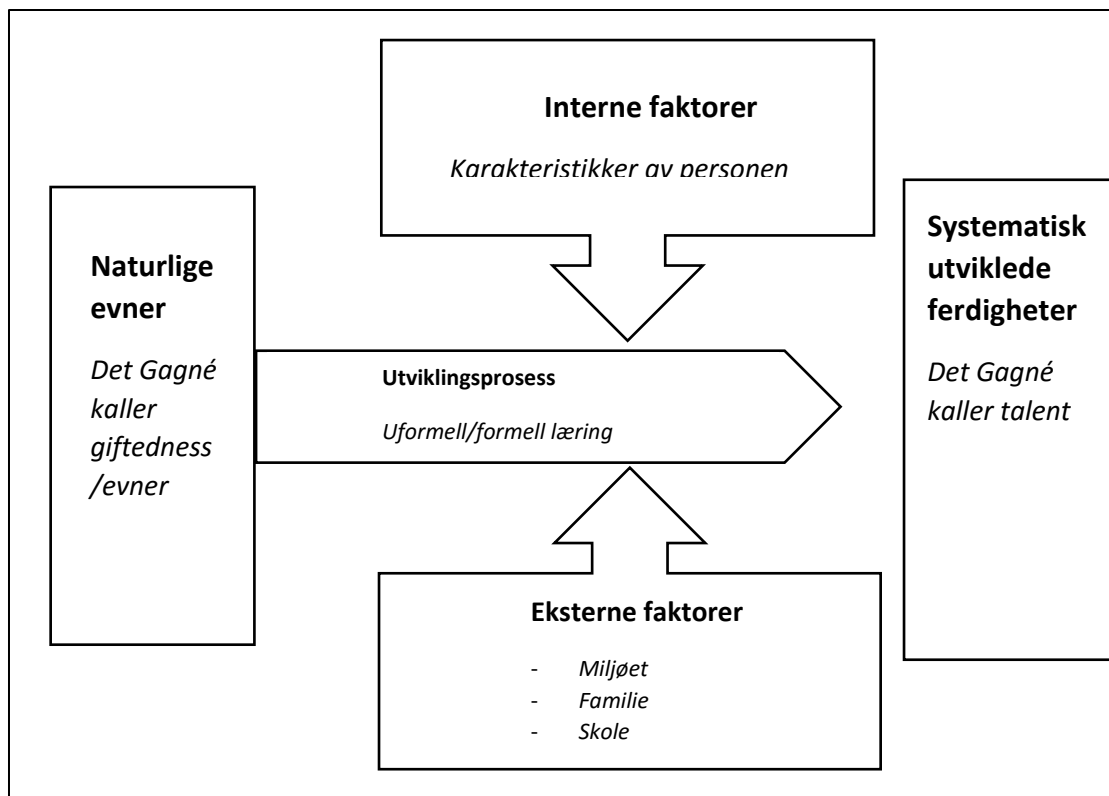 Interne faktorer
Karakteristikker av personen
Naturlige
evner
Det Gagné
kaller
giftedness
/evner
Utviklingsprosess
Uformell/formell læring
Systematisk
utviklede
ferdigheter
Det Gagné
kaller talent
Eksterne faktorer
- Miljøet
- Familie
- Skole